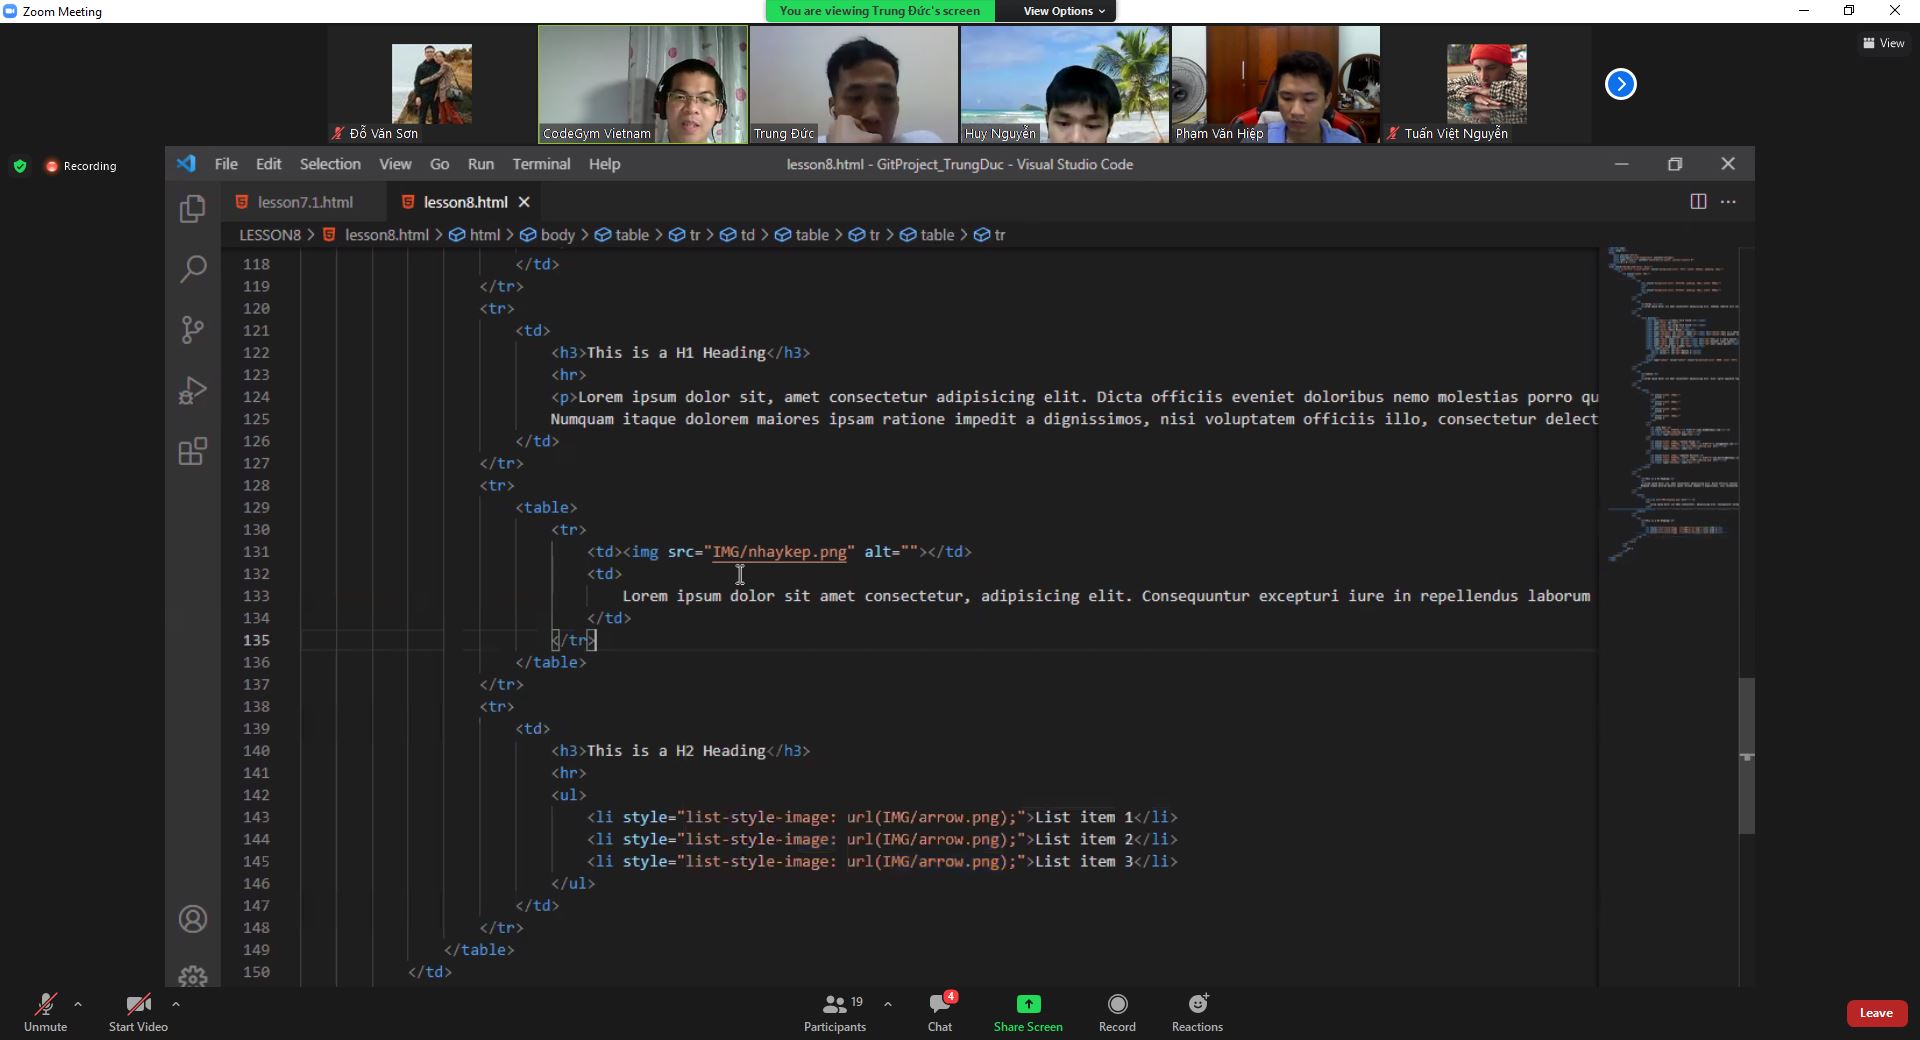 Zoom Meeting
You are viewing Trung Đức's screen
View Options
View
Đỗ Văn Sơn
CodeGym Vietnam
Trung Đức
Huy Nguyễn
Phạm Văn Hiệp
Tuấn Việt Nguyễn
Recording
File Edit Selection View Go Run Terminal Help
lesson8.html - GitProject_TrungDuc - Visual Studio Code
lesson7.1.html
lesson8.html
LESSON8 > lesson8.html > html > body > table > tr > td > table > tr > table > tr
118 </td>
119 </tr>
120 <tr>
121 <td>
122 <h3>This is a H1 Heading</h3>
123 <hr>
124 <p>Lorem ipsum dolor sit, amet consectetur adipisicing elit. Dicta officiis eveniet doloribus nemo molestias porro qu
125 Numquam itaque dolorem maiores ipsam ratione impedit a dignissimos, nisi voluptatem officiis illo, consectetur delect
126 </td>
127 </tr>
128 <tr>
129 <table>
130 <tr>
131 <td><img src="IMG/nhaykep.png" alt=""></td>
132 <td>
133 Lorem ipsum dolor sit amet consectetur, adipisicing elit. Consequuntur excepturi iure in repellendus laborum
134 </td>
135 </tr>
136 </table>
137 </tr>
138 <tr>
139 <td>
140 <h3>This is a H2 Heading</h3>
141 <hr>
142 <ul>
143 <li style="list-style-image: url(IMG/arrow.png);">List item 1</li>
144 <li style="list-style-image: url(IMG/arrow.png);">List item 2</li>
145 <li style="list-style-image: url(IMG/arrow.png);">List item 3</li>
146 </ul>
147 </td>
148 </tr>
149 </table>
150 </td>
Unmute
Start Video
19
Participants
4
Chat
Share Screen
Record
Reactions
Leave